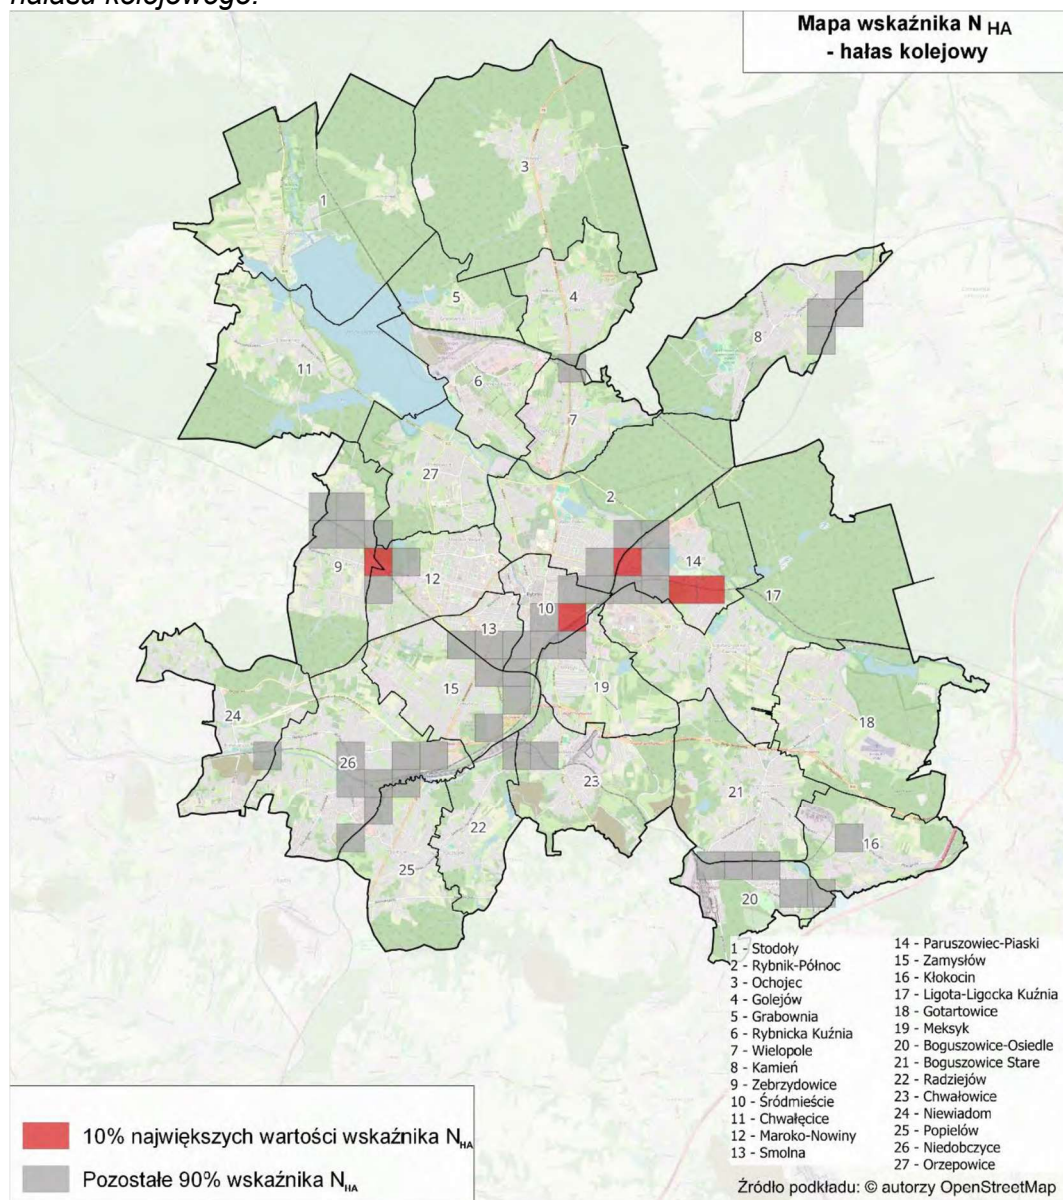 hałasu kolejowego.
Mapa wskaźnika N HA
- hałas kolejowy
3
1
5
4
8
11
6
7
27
2
9
12
14
10
17
13
15
19
24
18
26
23
21
22
16
25
20
1 - Stodoły
2 - Rybnik-Północ
3 - Ochojec
4 - Golejów
5 - Grabownia
6 - Rybnicka Kuźnia
7 - Wielopole
8 - Kamień
9 - Zebrzydowice
10 - Śródmieście
11 - Chwałęcice
12 - Maroko-Nowiny
13 - Smolna
14 - Paruszowiec-Piaski
15 - Zamysłów
16 - Kłokocin
17 - Ligota-Ligocka Kuźnia
18 - Gotartowice
19 - Meksyk
20 - Boguszowice-Osiedle
21 - Boguszowice Stare
22 - Radziejów
23 - Chwałowice
24 - Niewiadom
25 - Popielów
26 - Niedobczyce
27 - Orzepowice
10% największych wartości wskaźnika NHA
Pozostałe 90% wskaźnika NHA
Źródło podkładu: © autorzy OpenStreetMap